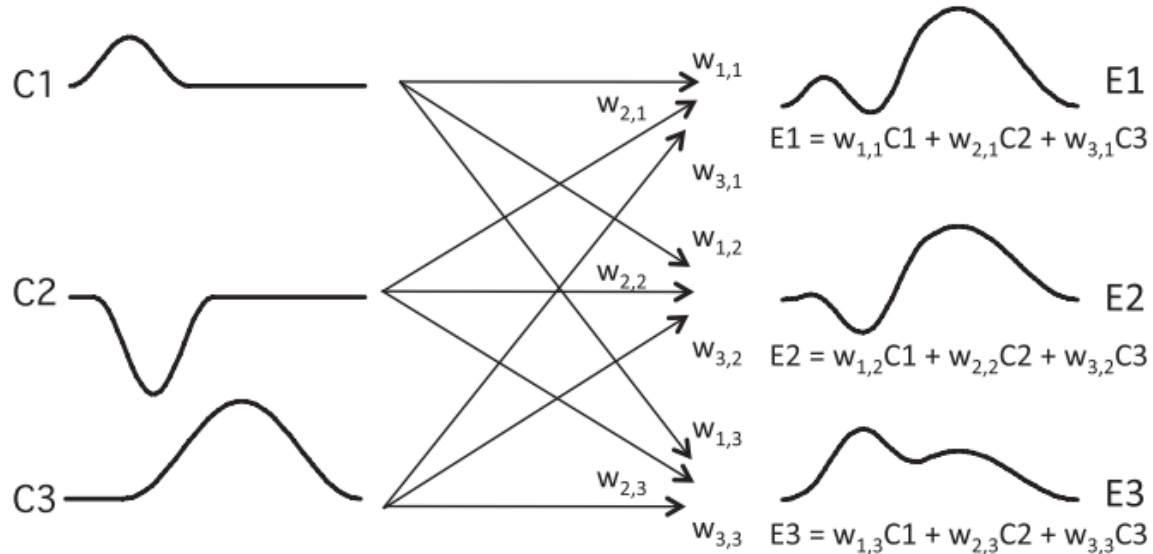 C1
C2
C3
w1,1
w2,1
w3,1
w1,2
w2,2
w3,2
w1,3
w2,3
w3,3
E1
E1 = w1,1C1 + w2,1C2 + w3,1C3
E2
E2 = w1,2C1 + w2,2C2 + w3,2C3
E3
E3 = w1,3C1 + w2,3C2 + w3,3C3